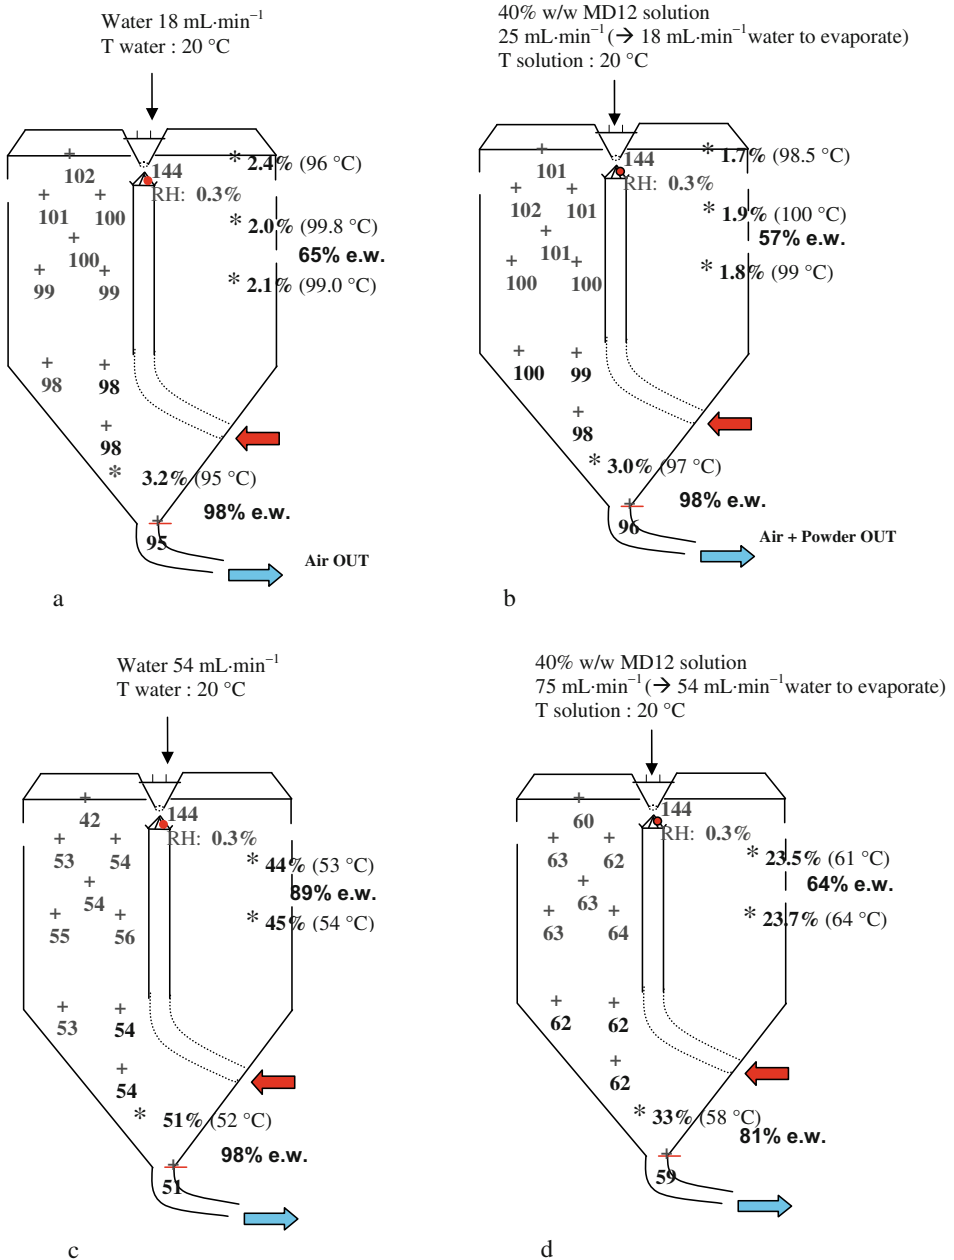 Water 18 mL·min⁻¹
T water : 20 °C
102
144
RH: 0.3%
2.4% (96 °C)
101
100
2.0% (99.8 °C)
100
65% e.w.
99
99
2.1% (99.0 °C)
98
98
98
3.2% (95 °C)
98% e.w.
95
Air OUT
a
40% w/w MD12 solution
25 mL·min⁻¹(→ 18 mL·min⁻¹water to evaporate)
T solution : 20 °C
101
144
RH: 0.3%
1.7% (98.5 °C)
102
101
1.9% (100 °C)
57% e.w.
101
100
100
1.8% (99 °C)
100
99
98
3.0% (97 °C)
98% e.w.
96
Air + Powder OUT
b
Water 54 mL·min⁻¹
T water : 20 °C
42
144
RH: 0.3%
53
54
44% (53 °C)
89% e.w.
54
55
56
45% (54 °C)
53
54
54
51% (52 °C)
98% e.w.
51
c
40% w/w MD12 solution
75 mL·min⁻¹(→ 54 mL·min⁻¹water to evaporate)
T solution : 20 °C
60
144
RH: 0.3%
63
62
23.5% (61 °C)
64% e.w.
63
63
64
23.7% (64 °C)
62
62
62
33% (58 °C)
81% e.w.
59
d